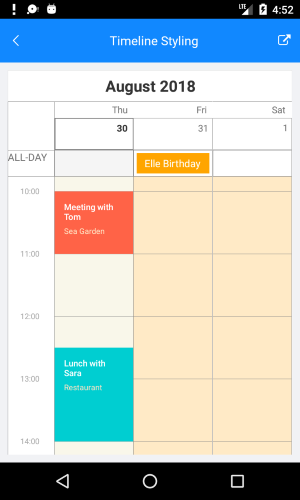 LTE 4:52
Timeline Styling
August 2018
Thu Fri Sat
30 31 1
ALL-DAY Elle Birthday
10:00
Meeting with
Tom
Sea Garden
11:00
12:00
Lunch with
Sara
13:00
Restaurant
14:00